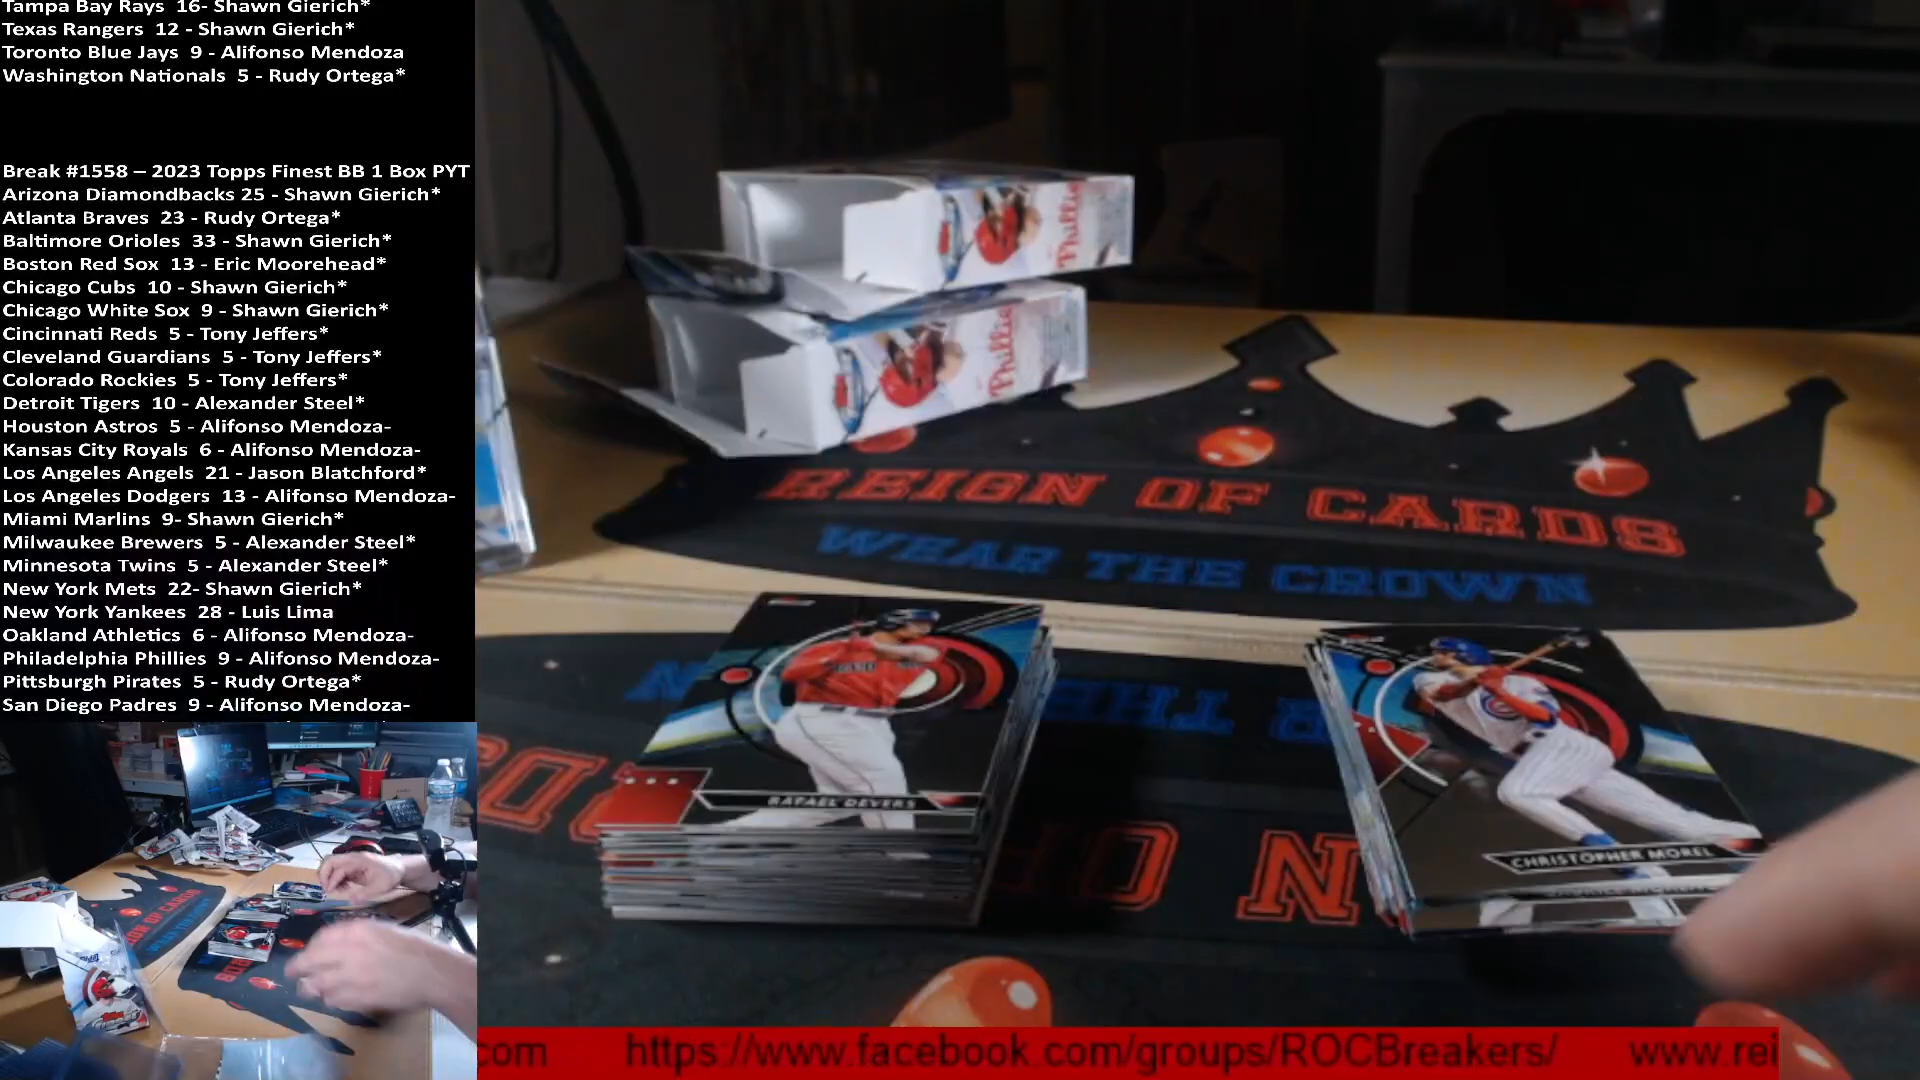 Tampa Bay Rays 16- Shawn Gierich*
Texas Rangers 12 - Shawn Gierich*
Toronto Blue Jays 9 - Alifonso Mendoza
Washington Nationals 5 - Rudy Ortega*
Break #1558 – 2023 Topps Finest BB 1 Box PYT
Arizona Diamondbacks 25 - Shawn Gierich*
Atlanta Braves 23 - Rudy Ortega*
Baltimore Orioles 33 - Shawn Gierich*
Boston Red Sox 13 - Eric Moorehead*
Chicago Cubs 10 - Shawn Gierich*
Chicago White Sox 9 - Shawn Gierich*
Cincinnati Reds 5 - Tony Jeffers*
Cleveland Guardians 5 - Tony Jeffers*
Colorado Rockies 5 - Tony Jeffers*
Detroit Tigers 10 - Alexander Steel*
Houston Astros 5 - Alifonso Mendoza-
Kansas City Royals 6 - Alifonso Mendoza-
Los Angeles Angels 21 - Jason Blatchford*
Los Angeles Dodgers 13 - Alifonso Mendoza-
Miami Marlins 9- Shawn Gierich*
Milwaukee Brewers 5 - Alexander Steel*
Minnesota Twins 5 - Alexander Steel*
New York Mets 22- Shawn Gierich*
New York Yankees 28 - Luis Lima
Oakland Athletics 6 - Alifonso Mendoza-
Philadelphia Phillies 9 - Alifonso Mendoza-
Pittsburgh Pirates 5 - Rudy Ortega*
San Diego Padres 9 - Alifonso Mendoza-
Phillies
Phillies
REIGN OF CARDS
WEAR THE CROWN
RAFAEL DEVERS
CHRISTOPHER MOREL
R THE
N OF
RDS
.com https://www.facebook.com/groups/ROCBreakers/ www.rei